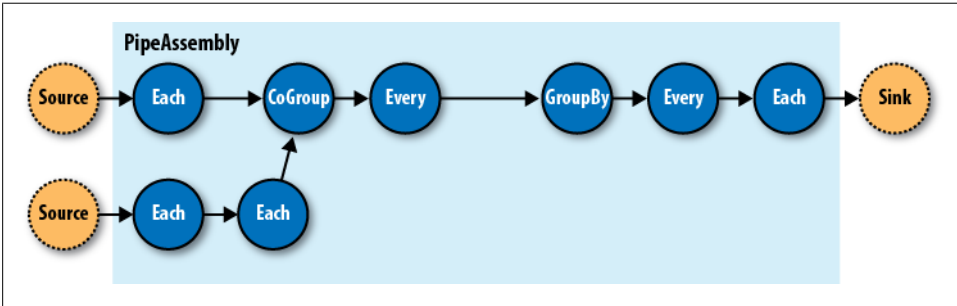 PipeAssembly
Source Each CoGroup Every GroupBy Every Each Sink
Source Each Each